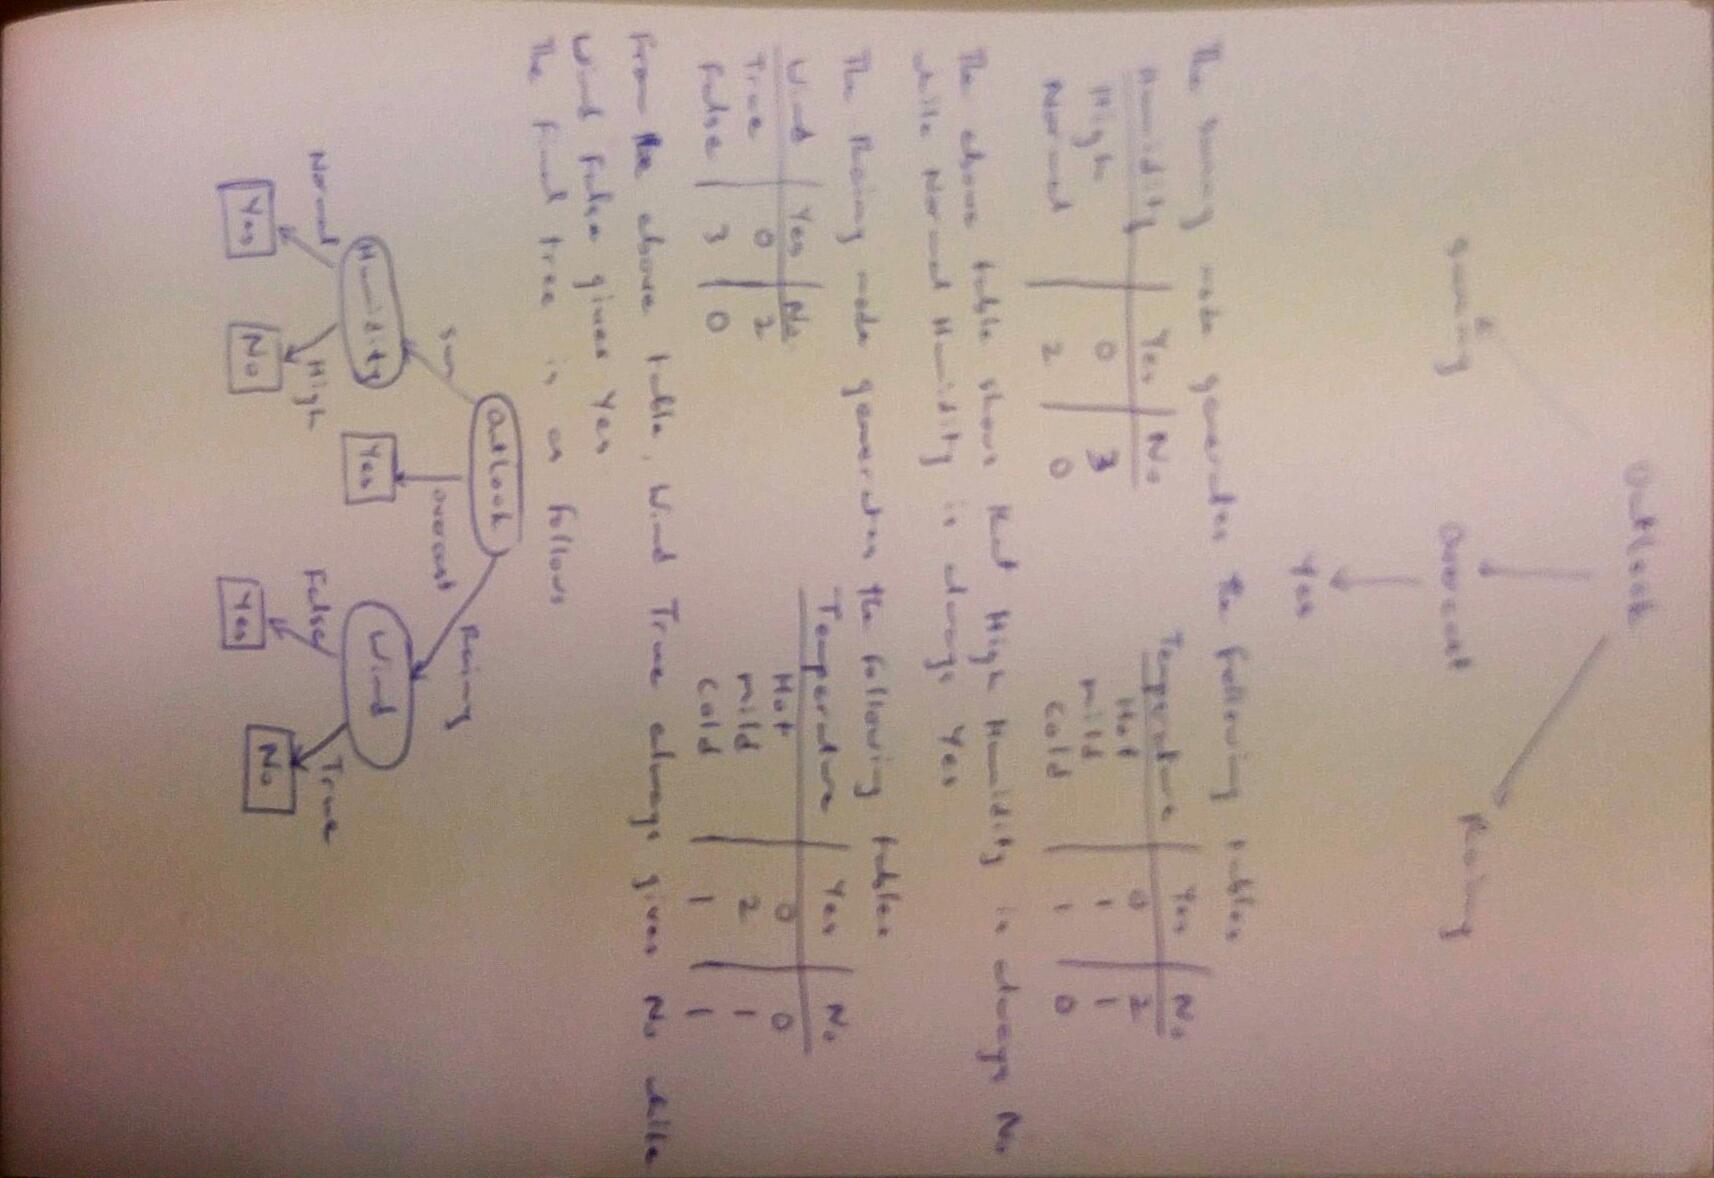 Outlook
Sunny Overcast Rainy
Yes
The Sunny node generates the following tables
Humidity Yes No
High 0 3
Normal 2 0
Temperature Yes No
Hot 0 2
Mild 1 1
Cold 1 0
The above table shows that High Humidity is always No
while Normal Humidity is always Yes
The Rainy node generates the following tables
Wind Yes No
True 0 2
False 3 0
Temperature Yes No
Hot 0 0
Mild 2 1
Cold 1 1
From the above table, Wind True always gives No while
Wind False gives Yes
The final tree is as follows
Outlook
Sun overcast Rainy
Humidity Yes Wind
Normal High False True
Yes No Yes No